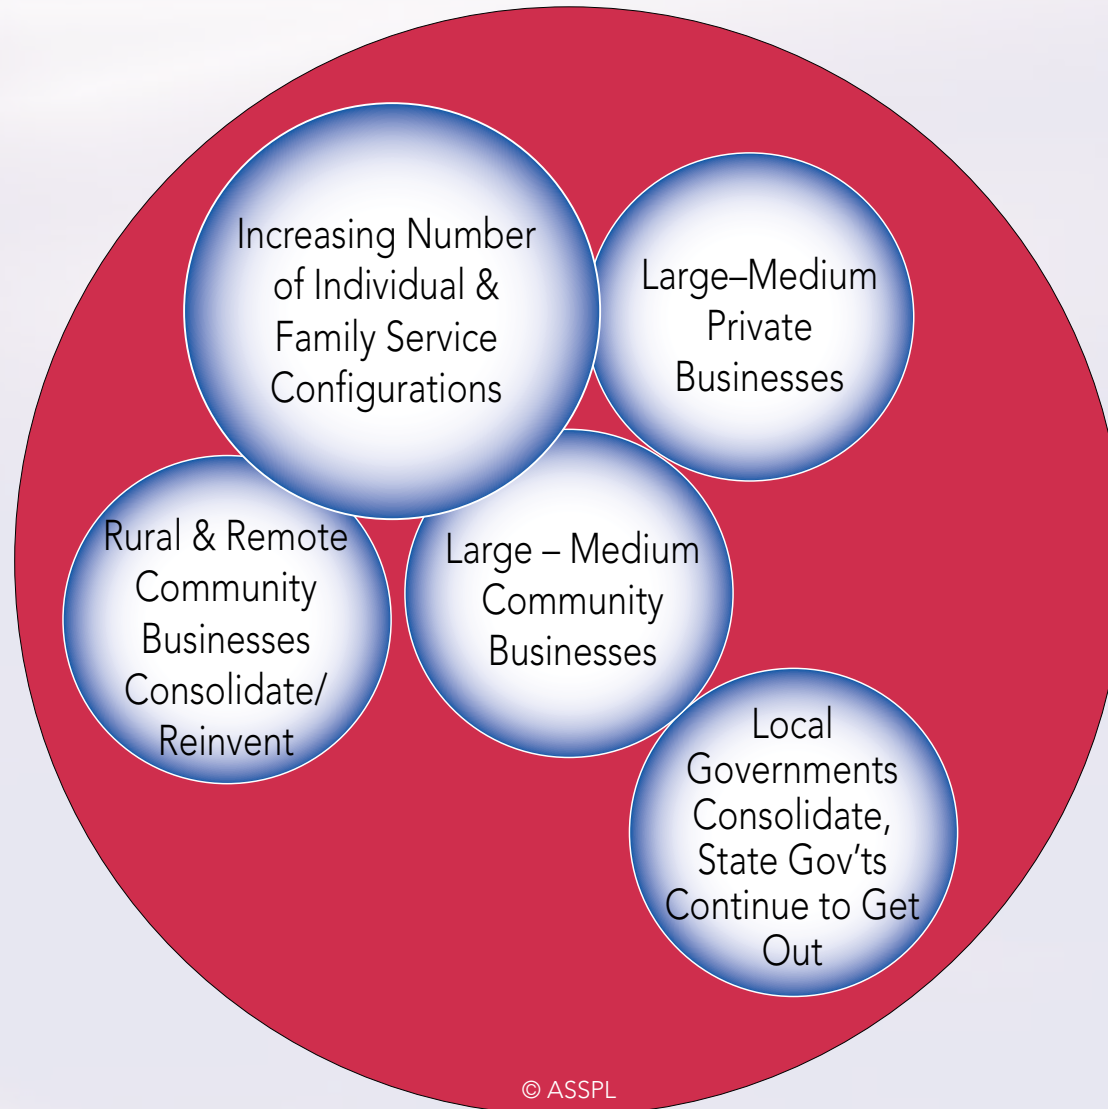 Increasing Number
of Individual &
Family Service
Configurations
Large–Medium
Private
Businesses
Rural & Remote
Community
Businesses
Consolidate/
Reinvent
Large – Medium
Community
Businesses
Local
Governments
Consolidate,
State Gov’ts
Continue to Get
Out
© ASSPL